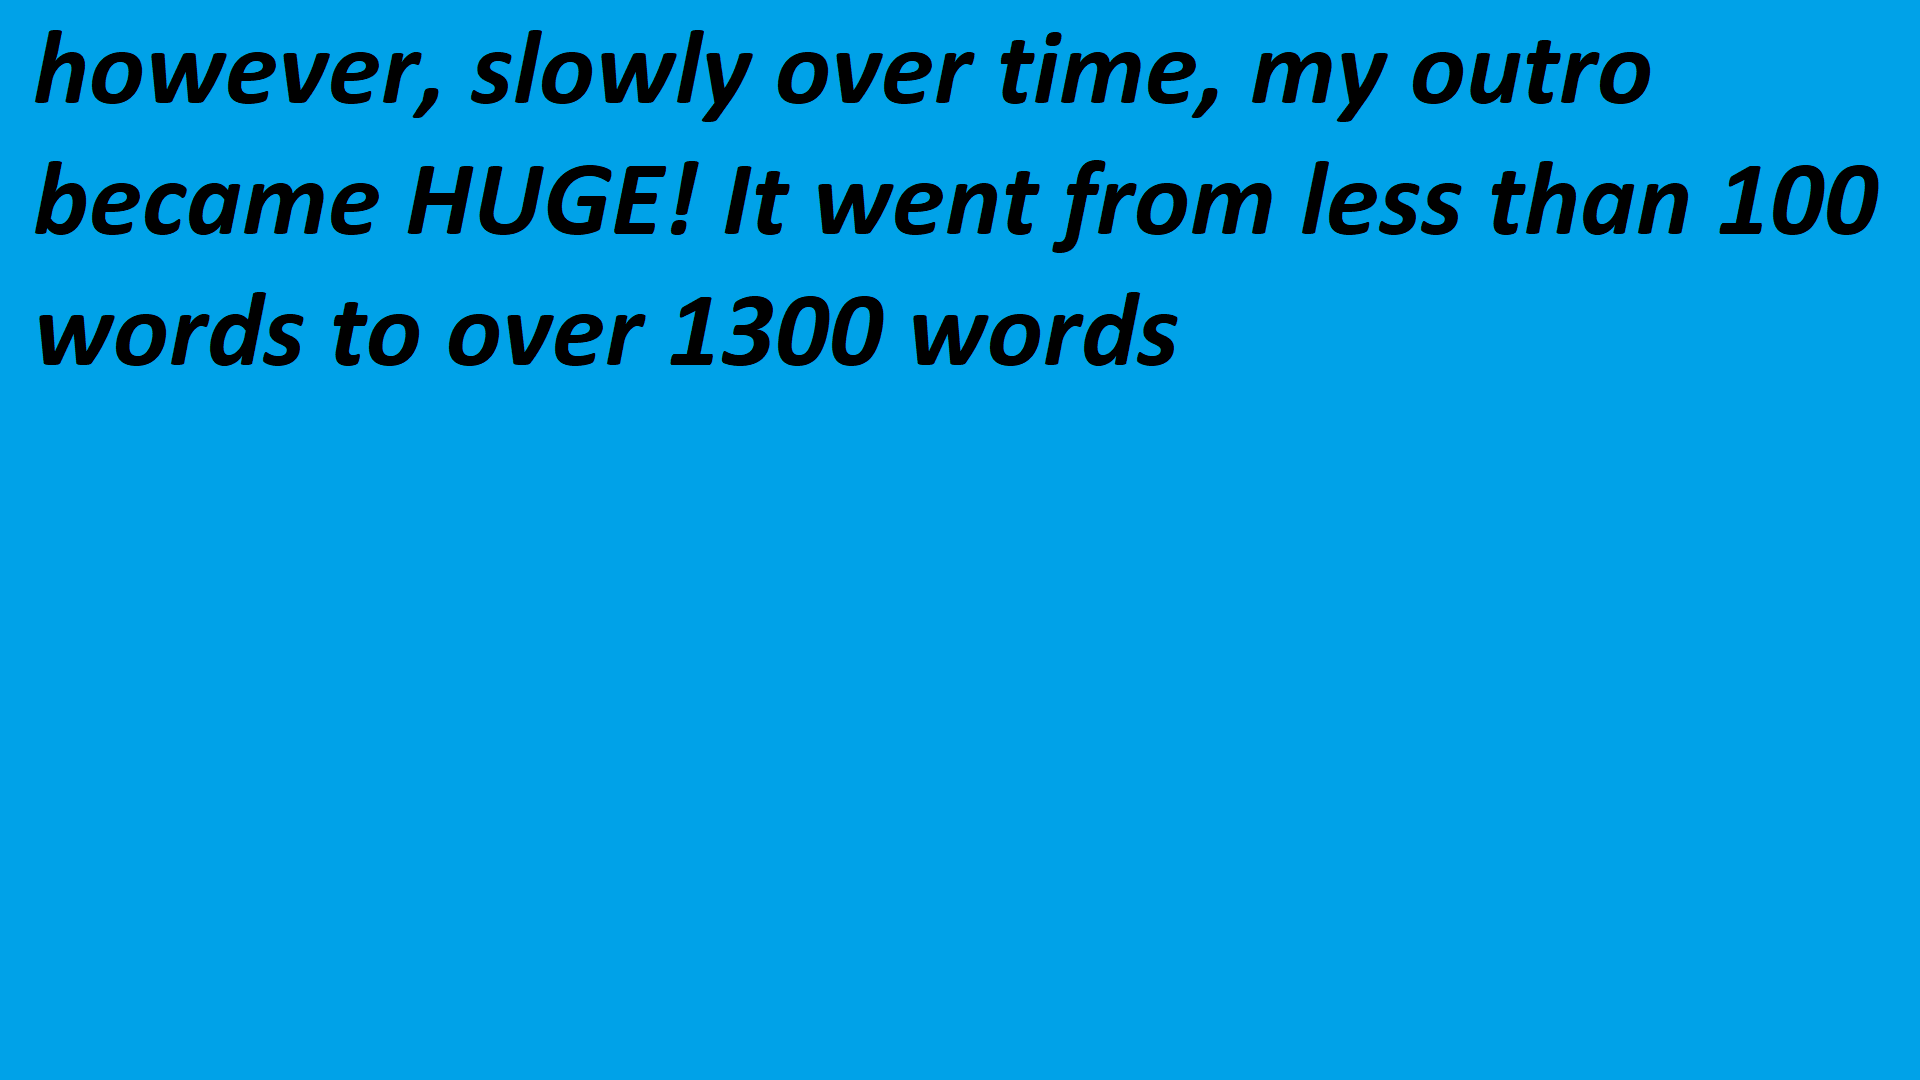 however, slowly over time, my outro
became HUGE! It went from less than 100
words to over 1300 words